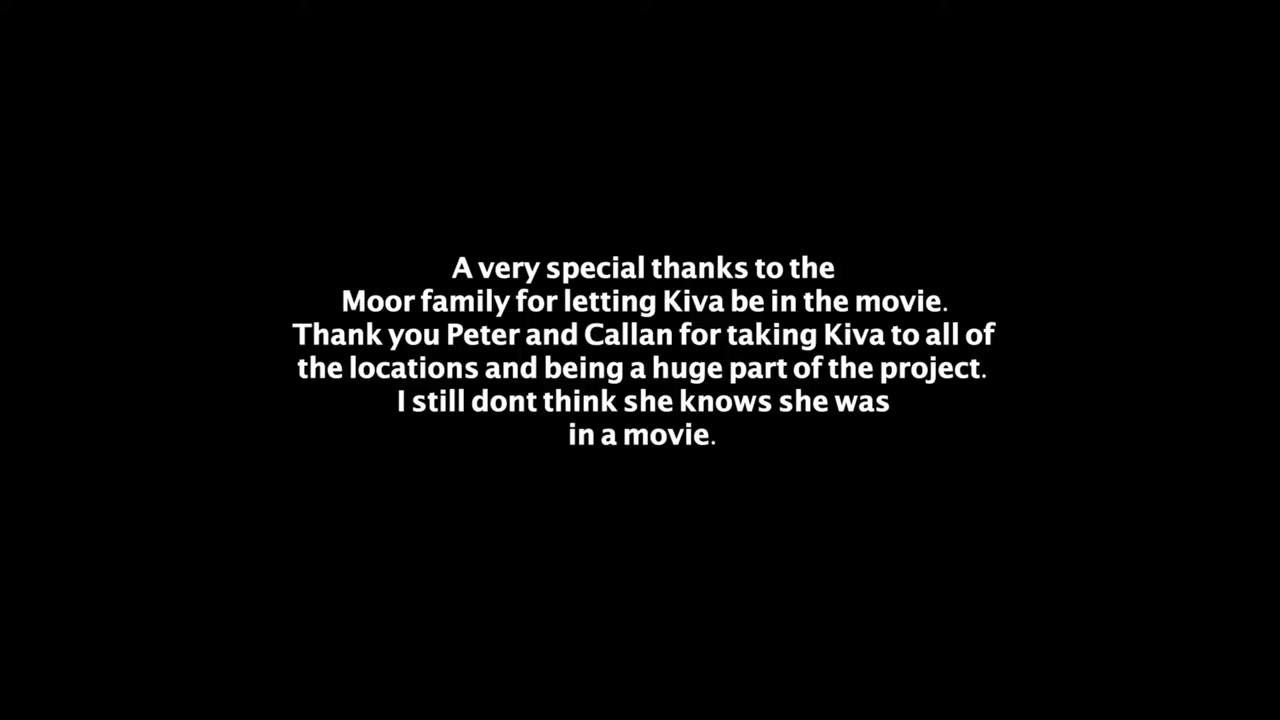 A very special thanks to the
Moor family for letting Kiva be in the movie.
Thank you Peter and Callan for taking Kiva to all of
the locations and being a huge part of the project.
I still dont think she knows she was
in a movie.